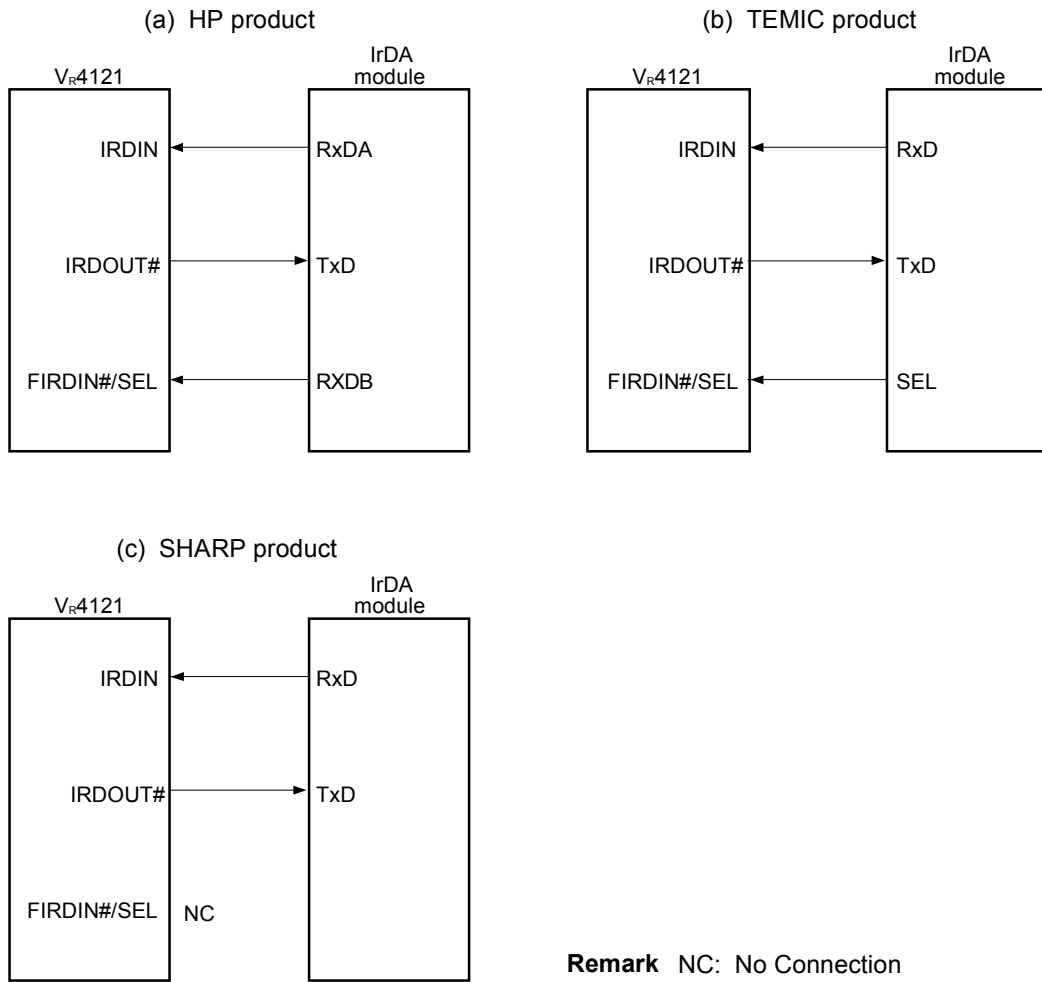 (a) HP product
VR4121
IrDA
module
IRDIN
RxDA
IRDOUT#
TxD
FIRDIN#/SEL
RXDB
(b) TEMIC product
VR4121
IrDA
module
IRDIN
RxD
IRDOUT#
TxD
FIRDIN#/SEL
SEL
(c) SHARP product
VR4121
IrDA
module
IRDIN
RxD
IRDOUT#
TxD
FIRDIN#/SEL
NC
Remark NC: No Connection